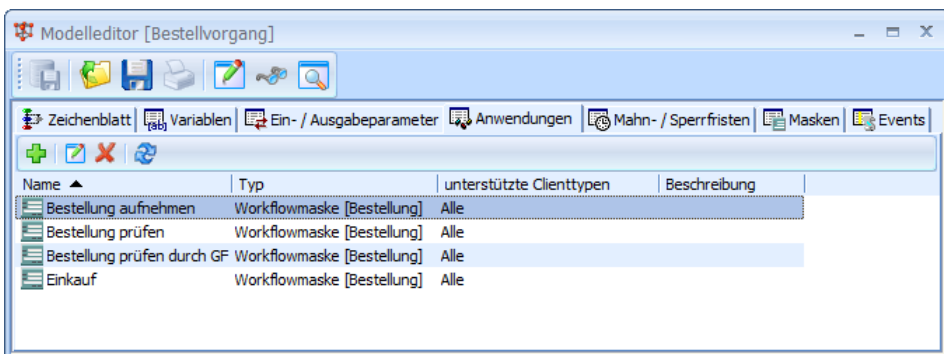 Modelleditor [Bestellvorgang]
Zeichenblatt [ab] Variablen Ein- / Ausgabeparameter Anwendungen Mahn- / Sperrfristen Masken Events
Name Typ unterstützte Clienttypen Beschreibung
Bestellung aufnehmen Workflowmaske [Bestellung] Alle
Bestellung prüfen Workflowmaske [Bestellung] Alle
Bestellung prüfen durch GF Workflowmaske [Bestellung] Alle
Einkauf Workflowmaske [Bestellung] Alle